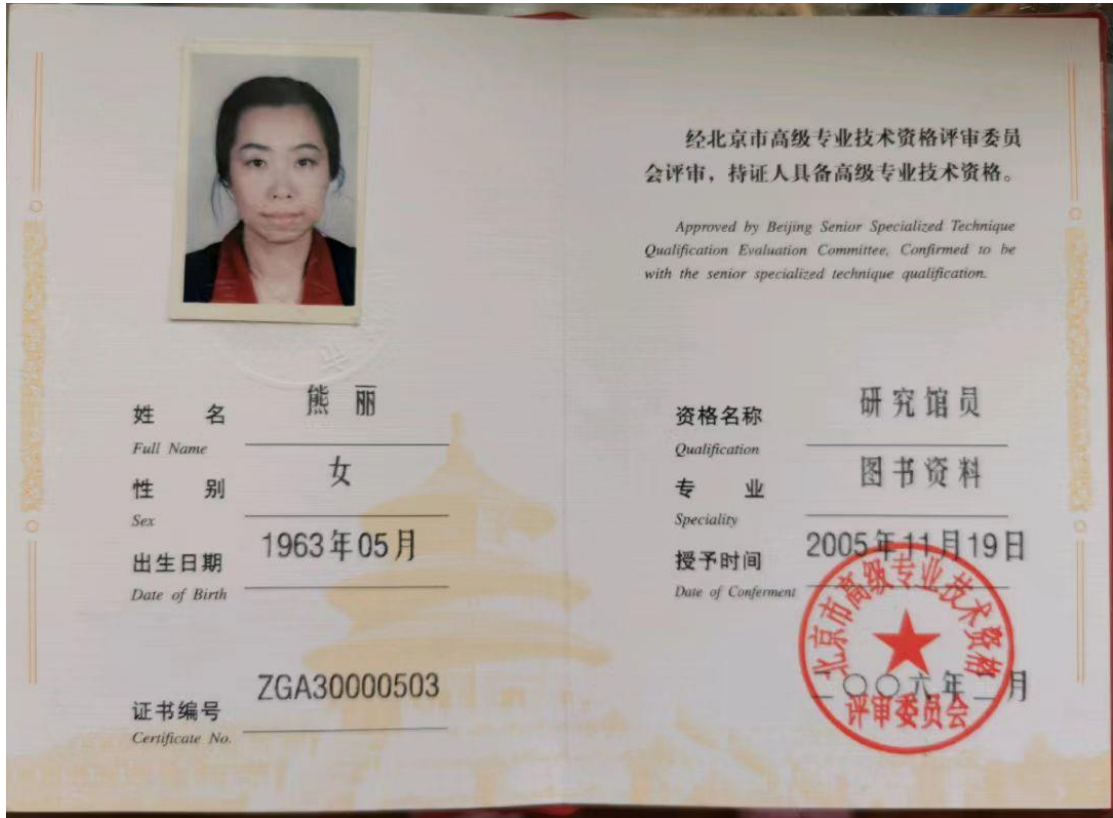 熊丽
姓 名
Full Name
女
性 别
Sex
1963年05月
出生日期
Date of Birth
ZGA30000503
证书编号
Certificate No.
经北京市高级专业技术资格评审委员
会评审，持证人具备高级专业技术资格。
Approved by Beijing Senior Specialized Technique
Qualification Evaluation Committee, Confirmed to be
with the senior specialized technique qualification.
研究馆员
资格名称
Qualification
图书资料
专 业
Speciality
2005年11月19日
授予时间
Date of Conferment
北京市高级专业技术资格
〇〇六年 月
评审委员会